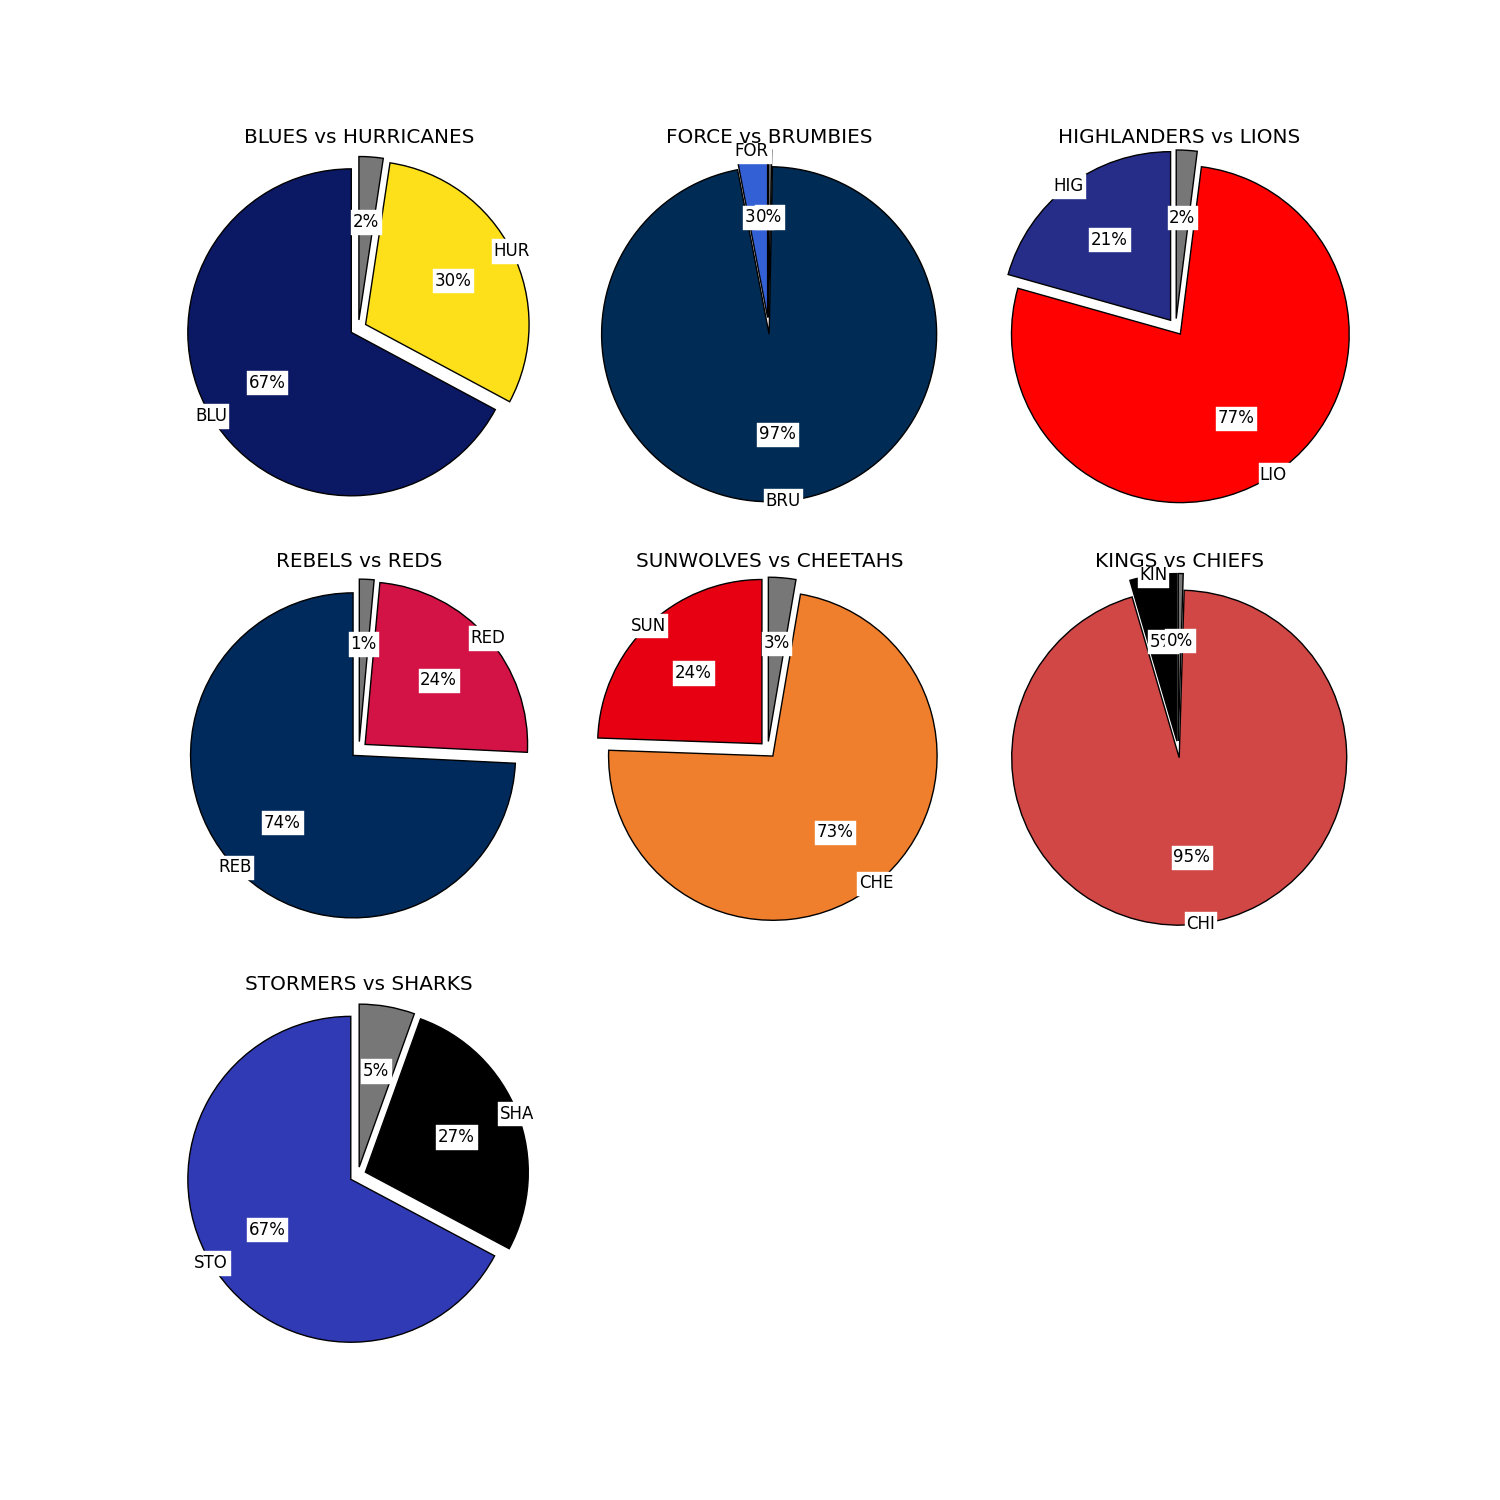 BLUES vs HURRICANES
2%
HUR
30%
67%
BLU
FORCE vs BRUMBIES
FOR
30%
97%
BRU
HIGHLANDERS vs LIONS
HIG
2%
21%
77%
LIO
REBELS vs REDS
RED
1%
24%
74%
REB
SUNWOLVES vs CHEETAHS
SUN
3%
24%
73%
CHE
KINGS vs CHIEFS
KIN
0%
95%
CHI
STORMERS vs SHARKS
5%
SHA
27%
67%
STO